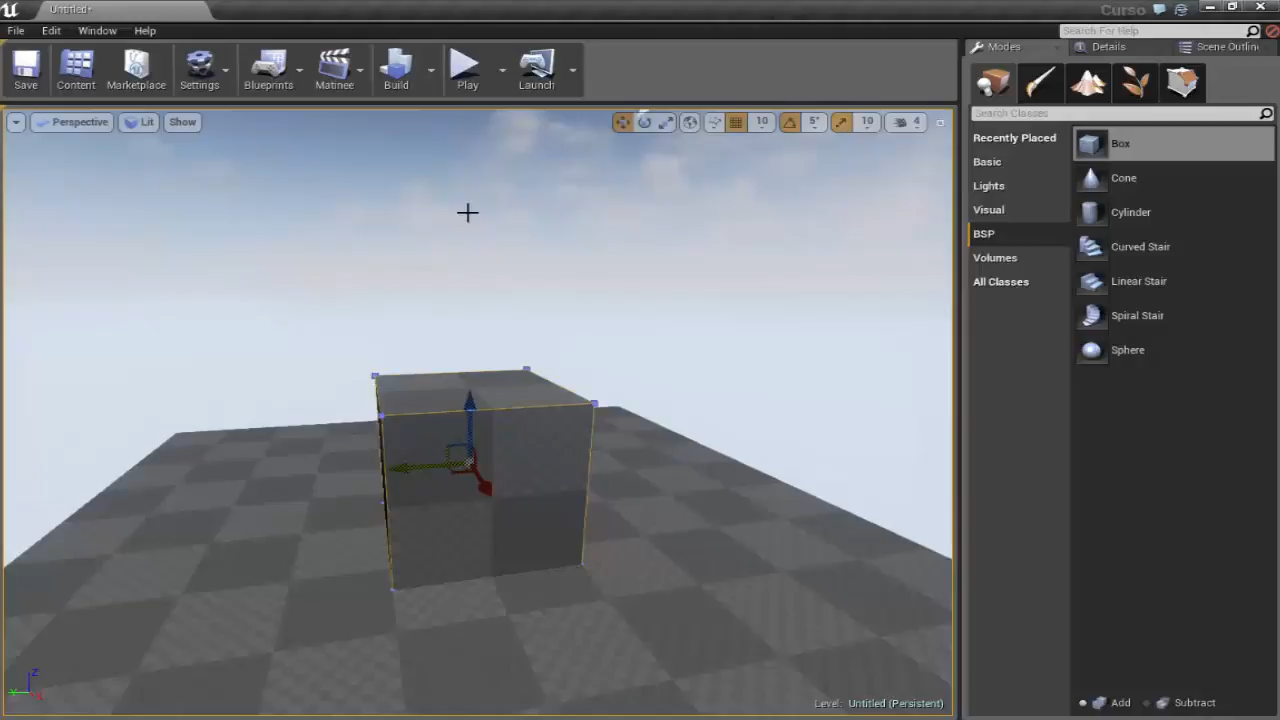 Untitled*
Curso
File Edit Window Help
Search For Help
Save Content Marketplace Settings Blueprints Matinee Build Play Launch
Modes Details Scene Outlin
Perspective Lit Show
10 5° 10 4
Search Classes
Recently Placed
Basic
Lights
Visual
BSP
Volumes
All Classes
Box
Cone
Cylinder
Curved Stair
Linear Stair
Spiral Stair
Sphere
Z
Level: Untitled (Persistent)
Add Subtract